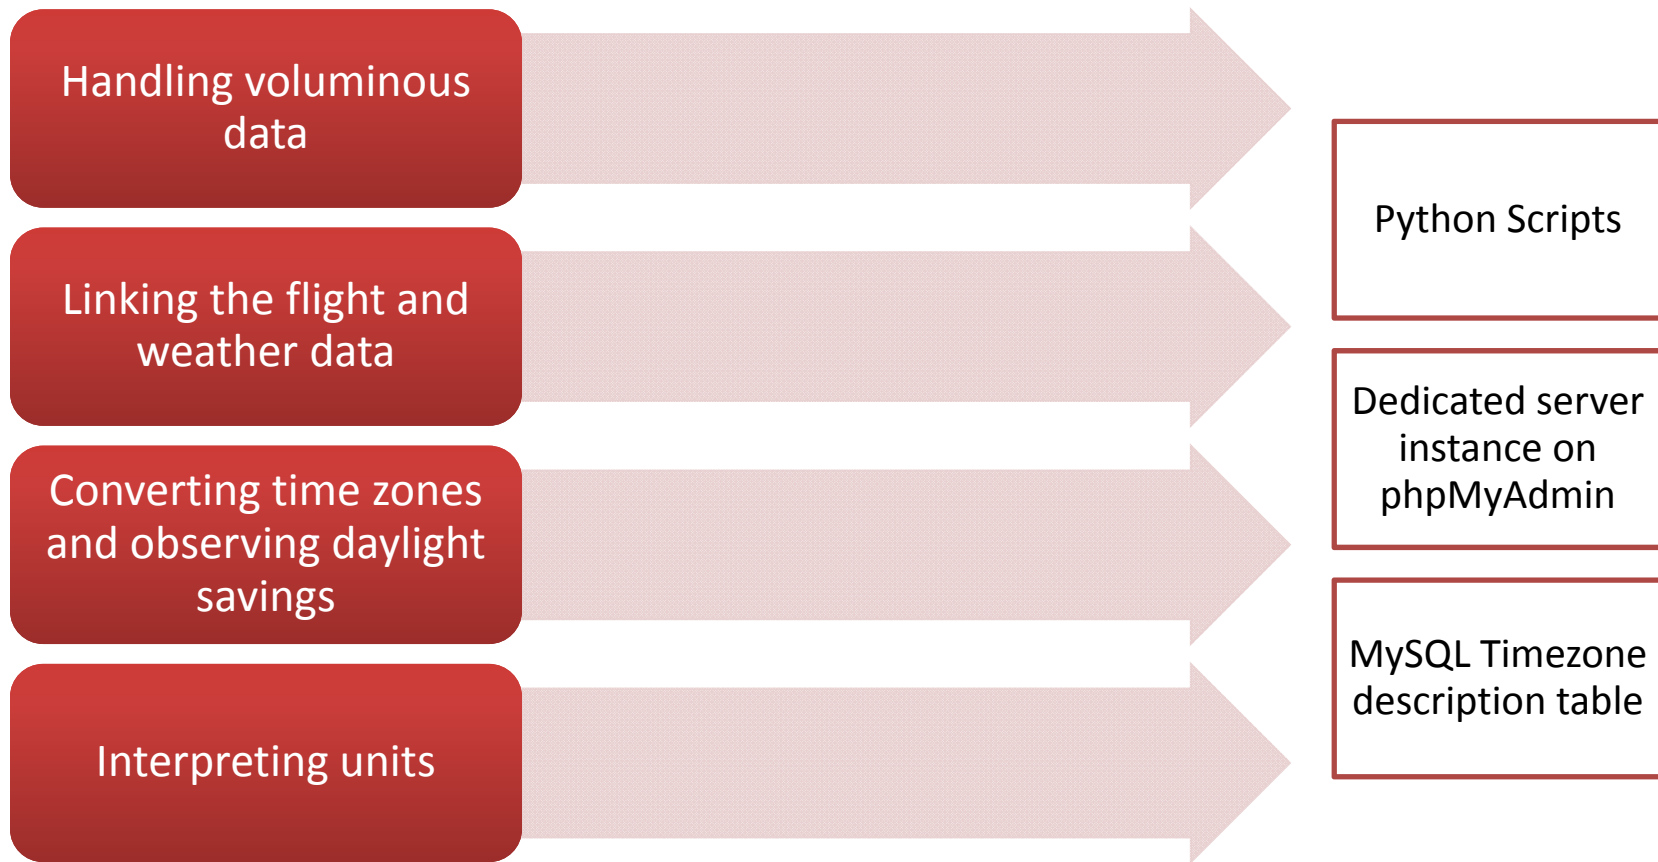 Handling voluminous
data
Linking the flight and
weather data
Converting time zones
and observing daylight
savings
Interpreting units
Python Scripts
Dedicated server
instance on
phpMyAdmin
MySQL Timezone
description table